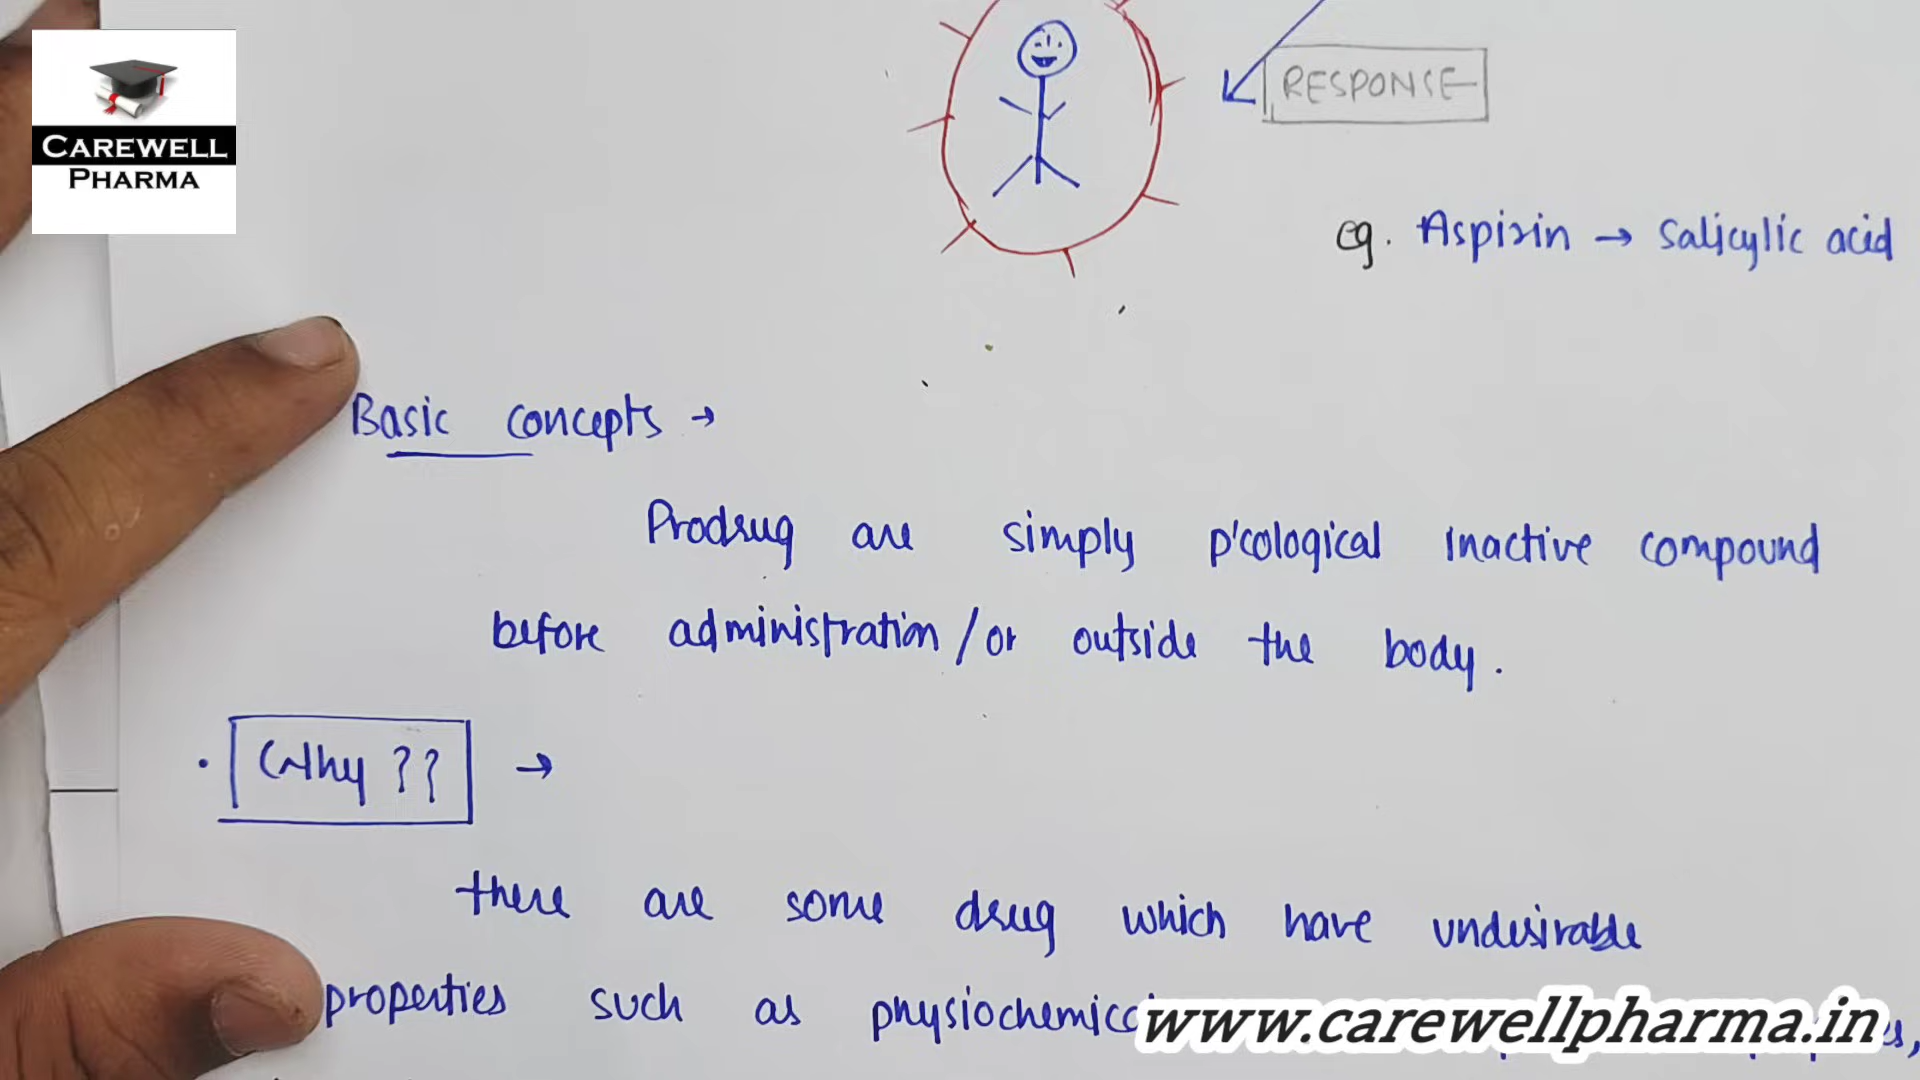 CAREWELL
PHARMA
RESPONSE
eg. Aspirin → Salicylic acid
Basic concepts →
Prodrug are simply p'cological inactive compound
before administration/or outside the body.
. Why ?? →
there are some drug which have undesirable
properties such as physiochemical
www.carewellpharma.in